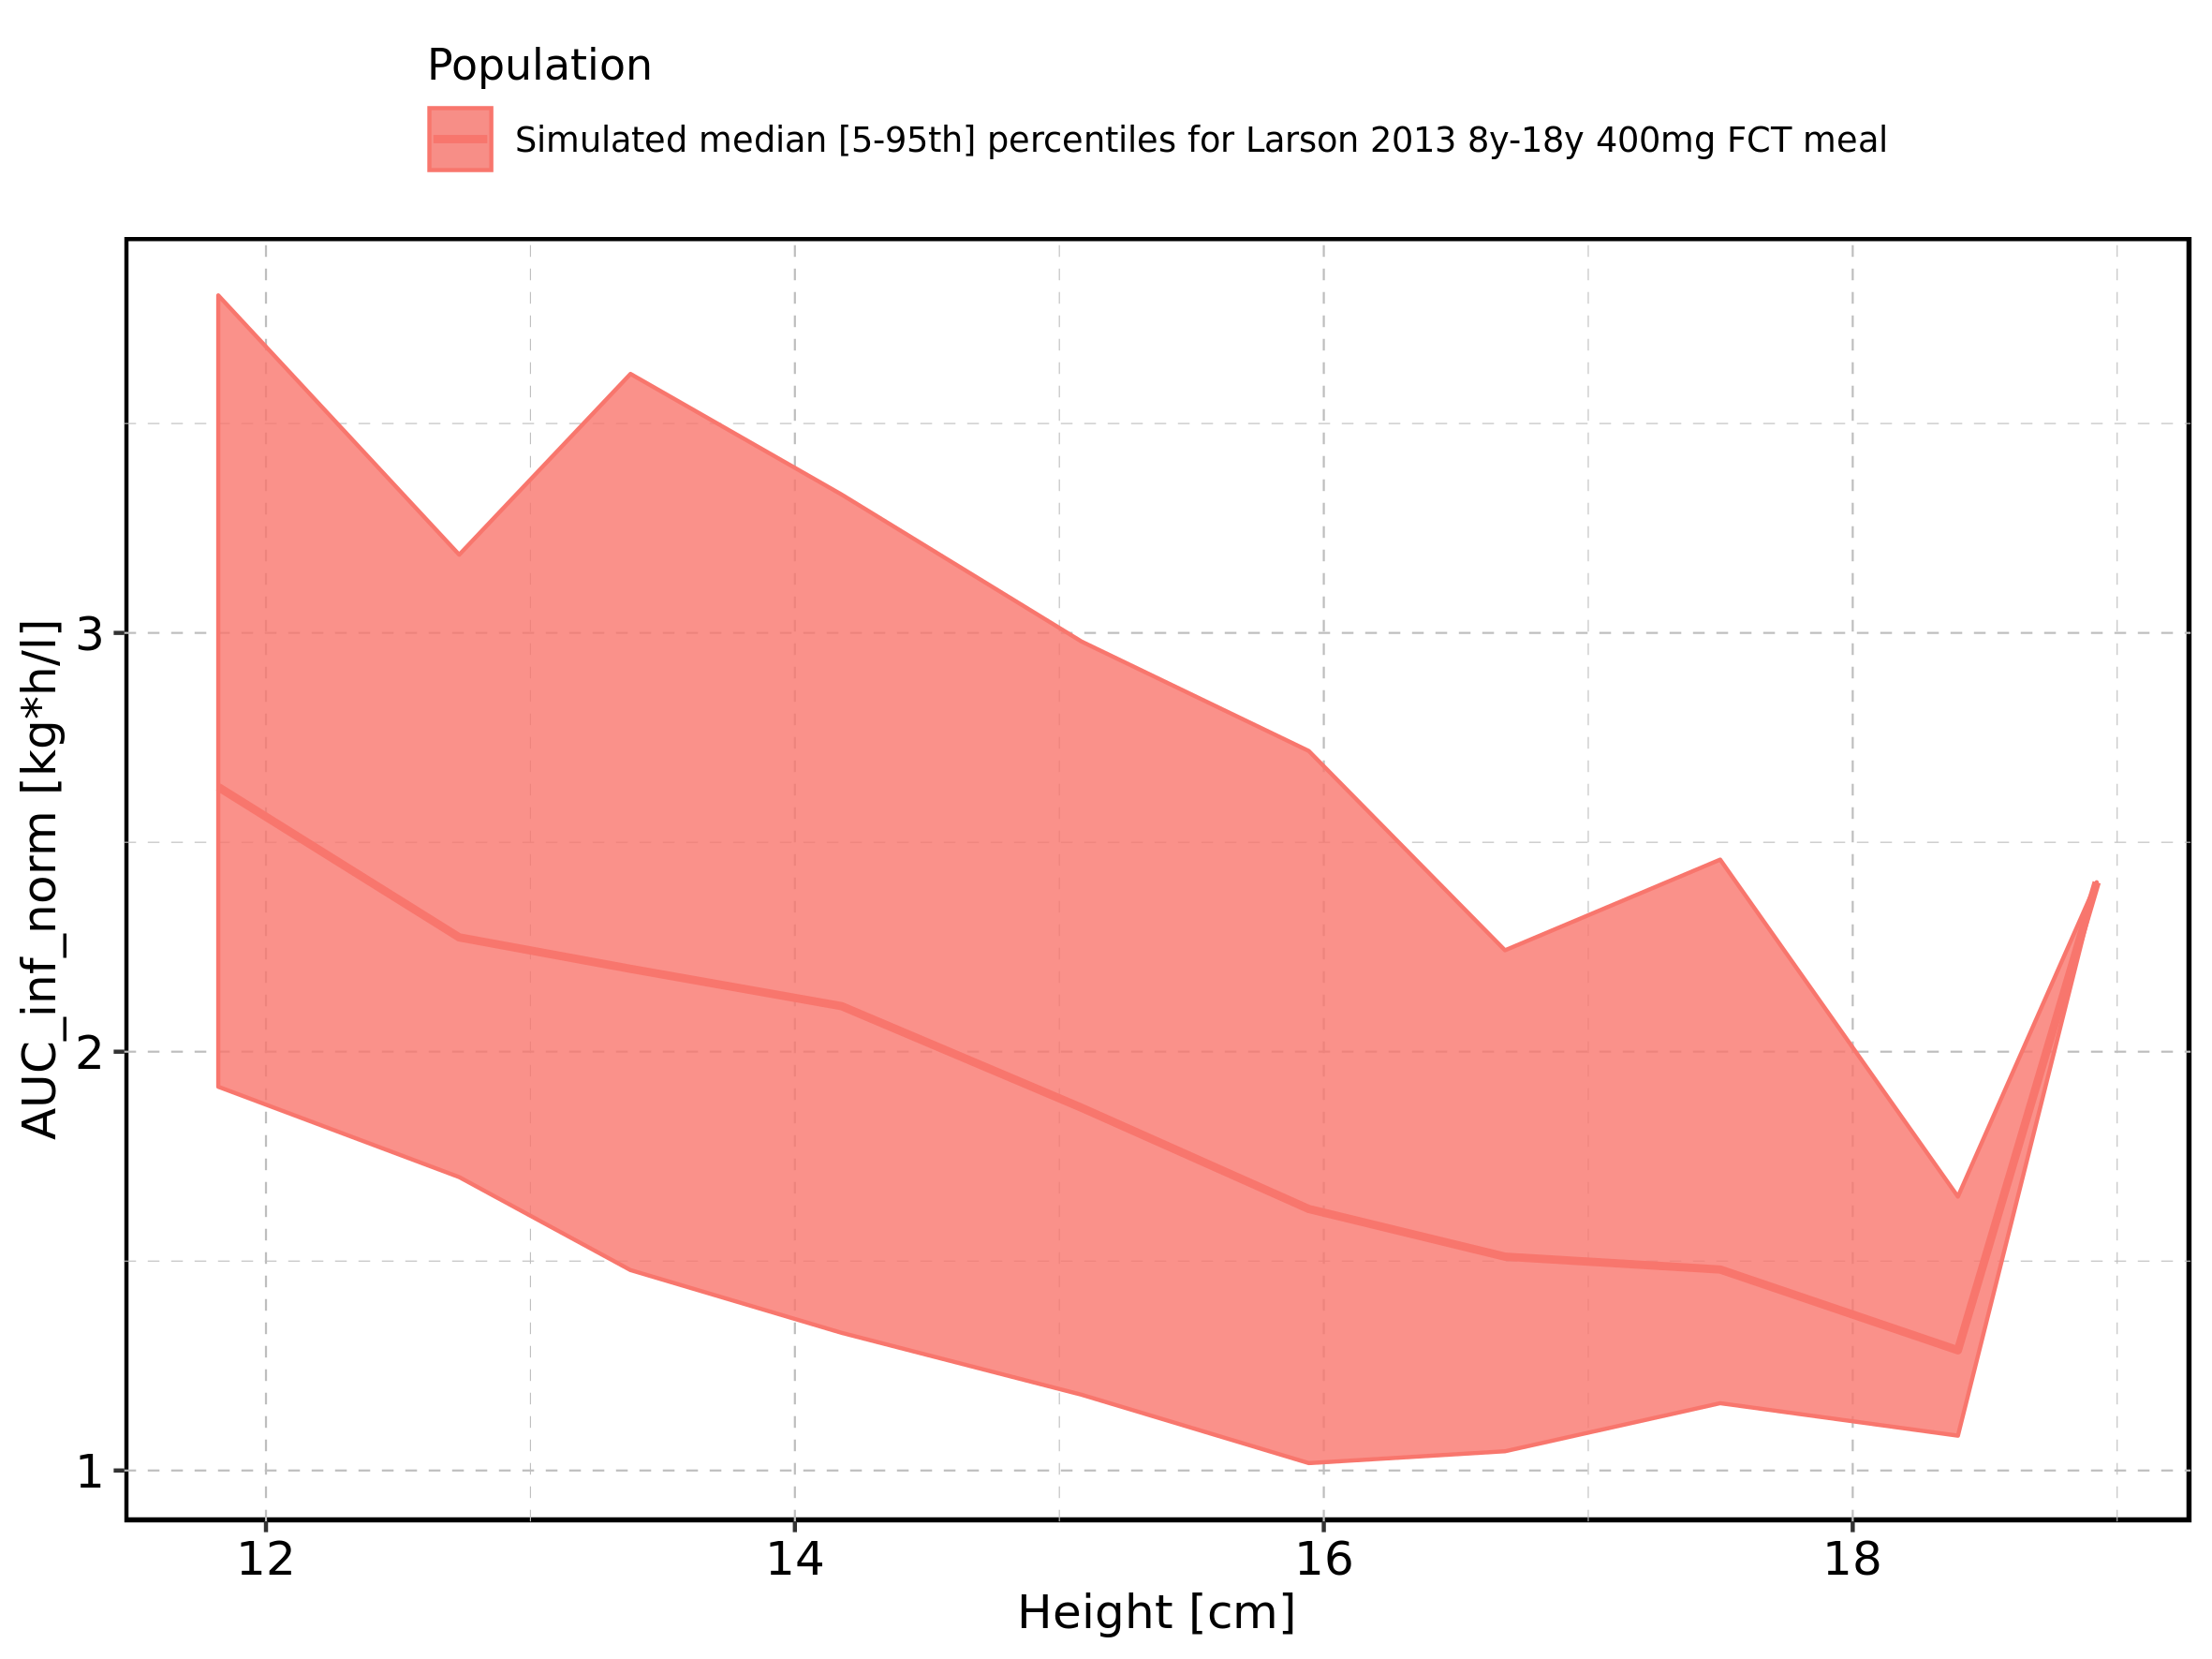 Population
Simulated median [5-95th] percentiles for Larson 2013 8y-18y 400mg FCT meal
AUC_inf_norm [kg*h/l]
3
2
1
12 14 16 18
Height [cm]